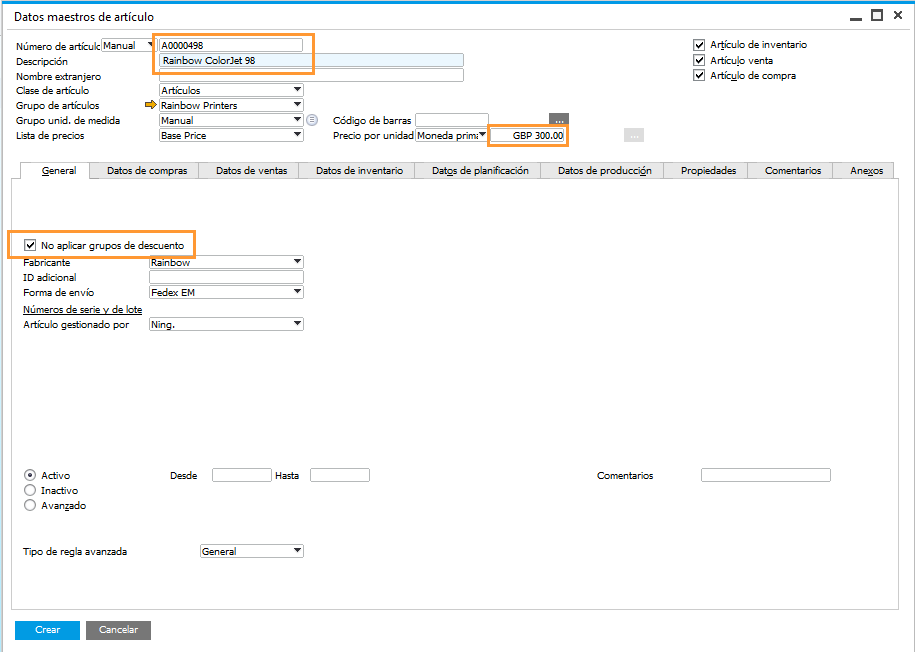 Datos maestros de artículo
Número de artículo Manual A0000498
Descripción Rainbow ColorJet 98
Nombre extranjero
Clase de artículo Artículos
Grupo de artículos Rainbow Printers
Grupo unid. de medida Manual Código de barras ...
Lista de precios Base Price Precio por unidad Moneda prima GBP 300.00 ...
Artículo de inventario
Artículo venta
Artículo de compra
General Datos de compras Datos de ventas Datos de inventario Datos de planificación Datos de producción Propiedades Comentarios Anexos
No aplicar grupos de descuento
Fabricante Rainbow
ID adicional
Forma de envío Fedex EM
Números de serie y de lote
Artículo gestionado por Ning.
Activo Desde Hasta Comentarios
Inactivo
Avanzado
Tipo de regla avanzada General
Crear Cancelar